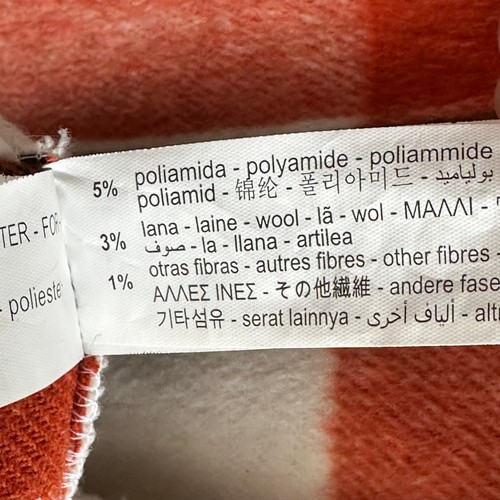 TER - FOR
- poliester
5% poliamida - polyamide - poliammide
poliamid - 锦纶 - 폴리아미드 - بولياميد
3% lana - laine - wool - lã - wol - ΜΑΛΛΙ -
صوف - la - llana - artilea
1% otras fibras - autres fibres - other fibres -
ΑΛΛΕΣ ΙΝΕΣ - その他繊維 - andere fase
기타섬유 - serat lainnya - ألياف أخرى - alt